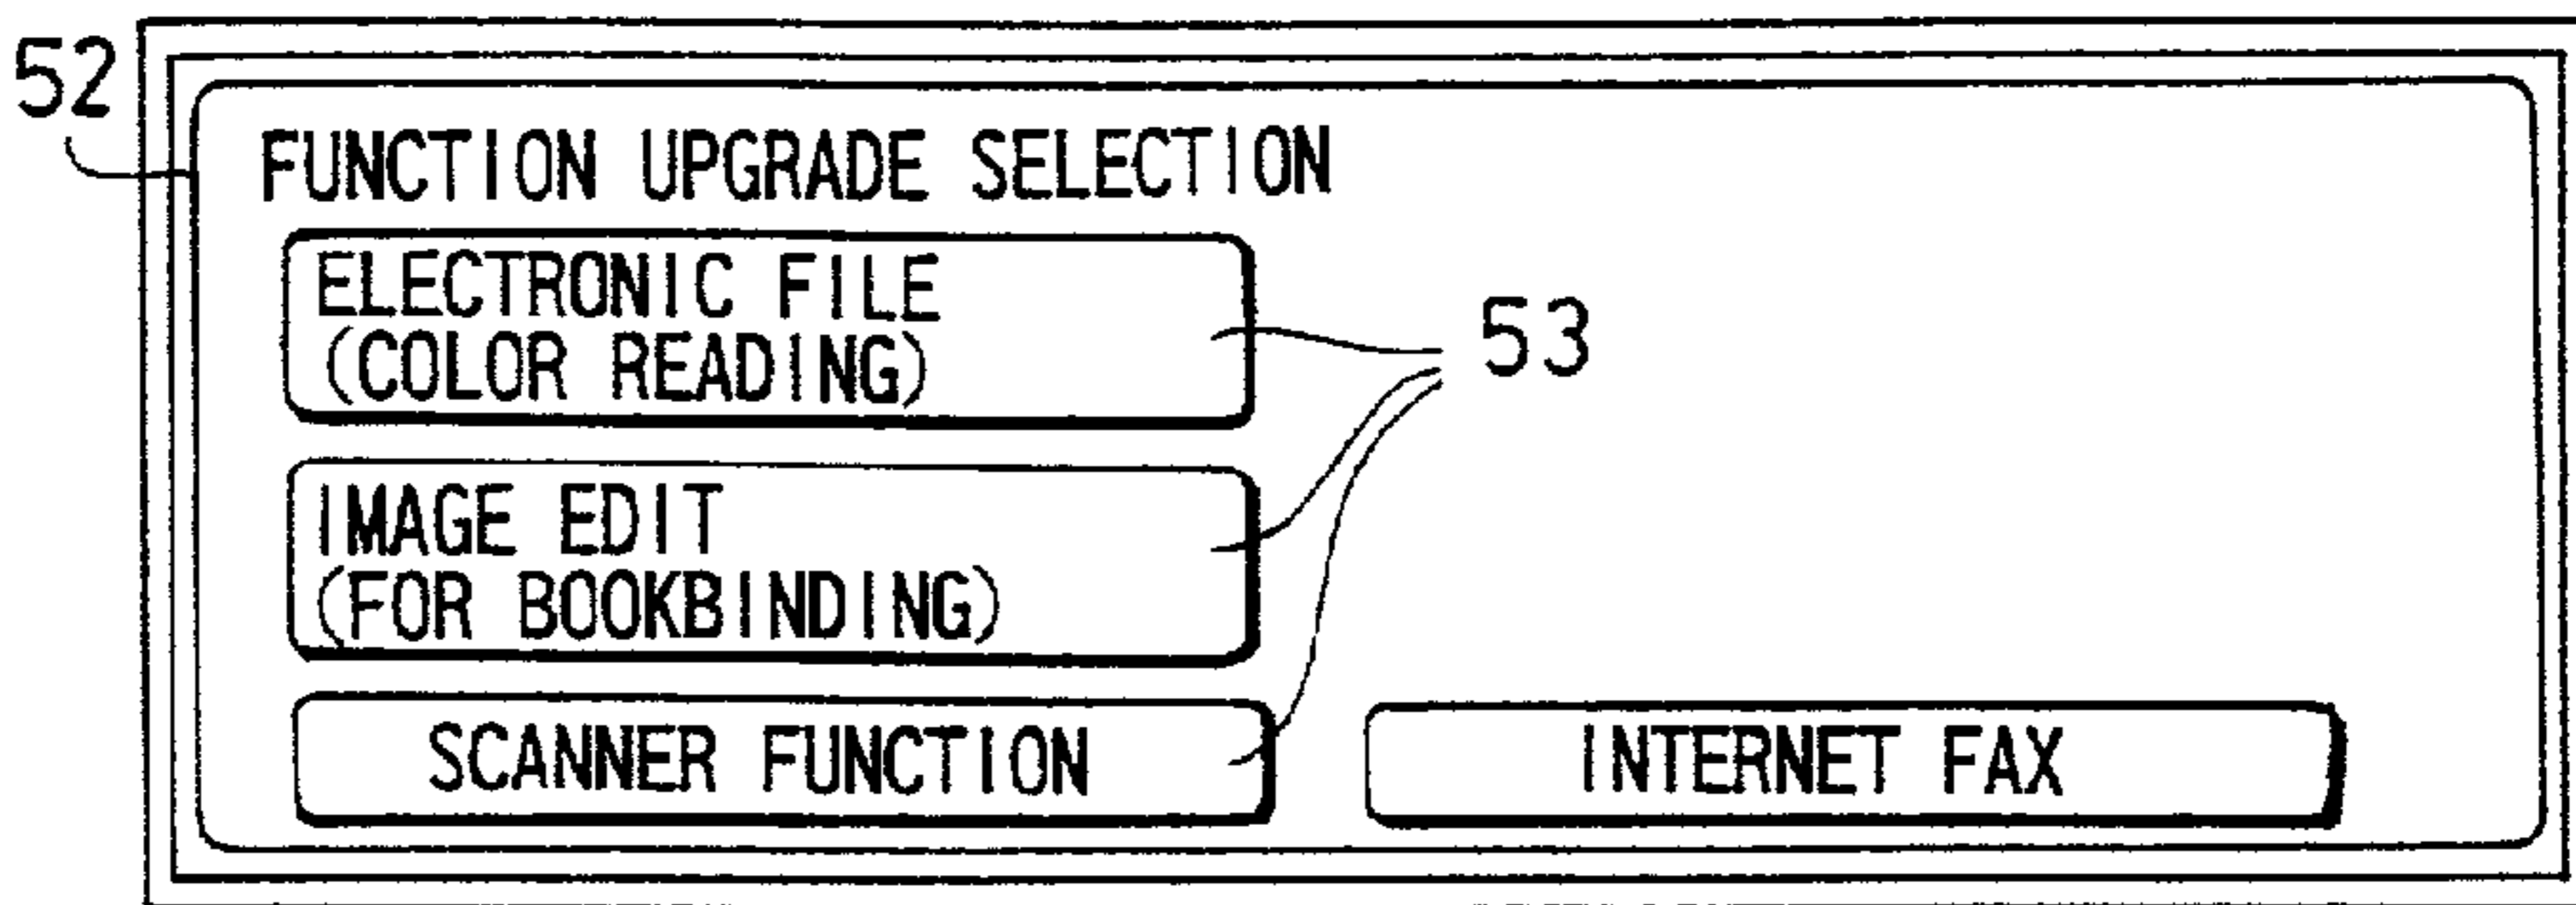 52
FUNCTION UPGRADE SELECTION
ELECTRONIC FILE
(COLOR READING)
53
IMAGE EDIT
(FOR BOOKBINDING)
SCANNER FUNCTION
INTERNET FAX